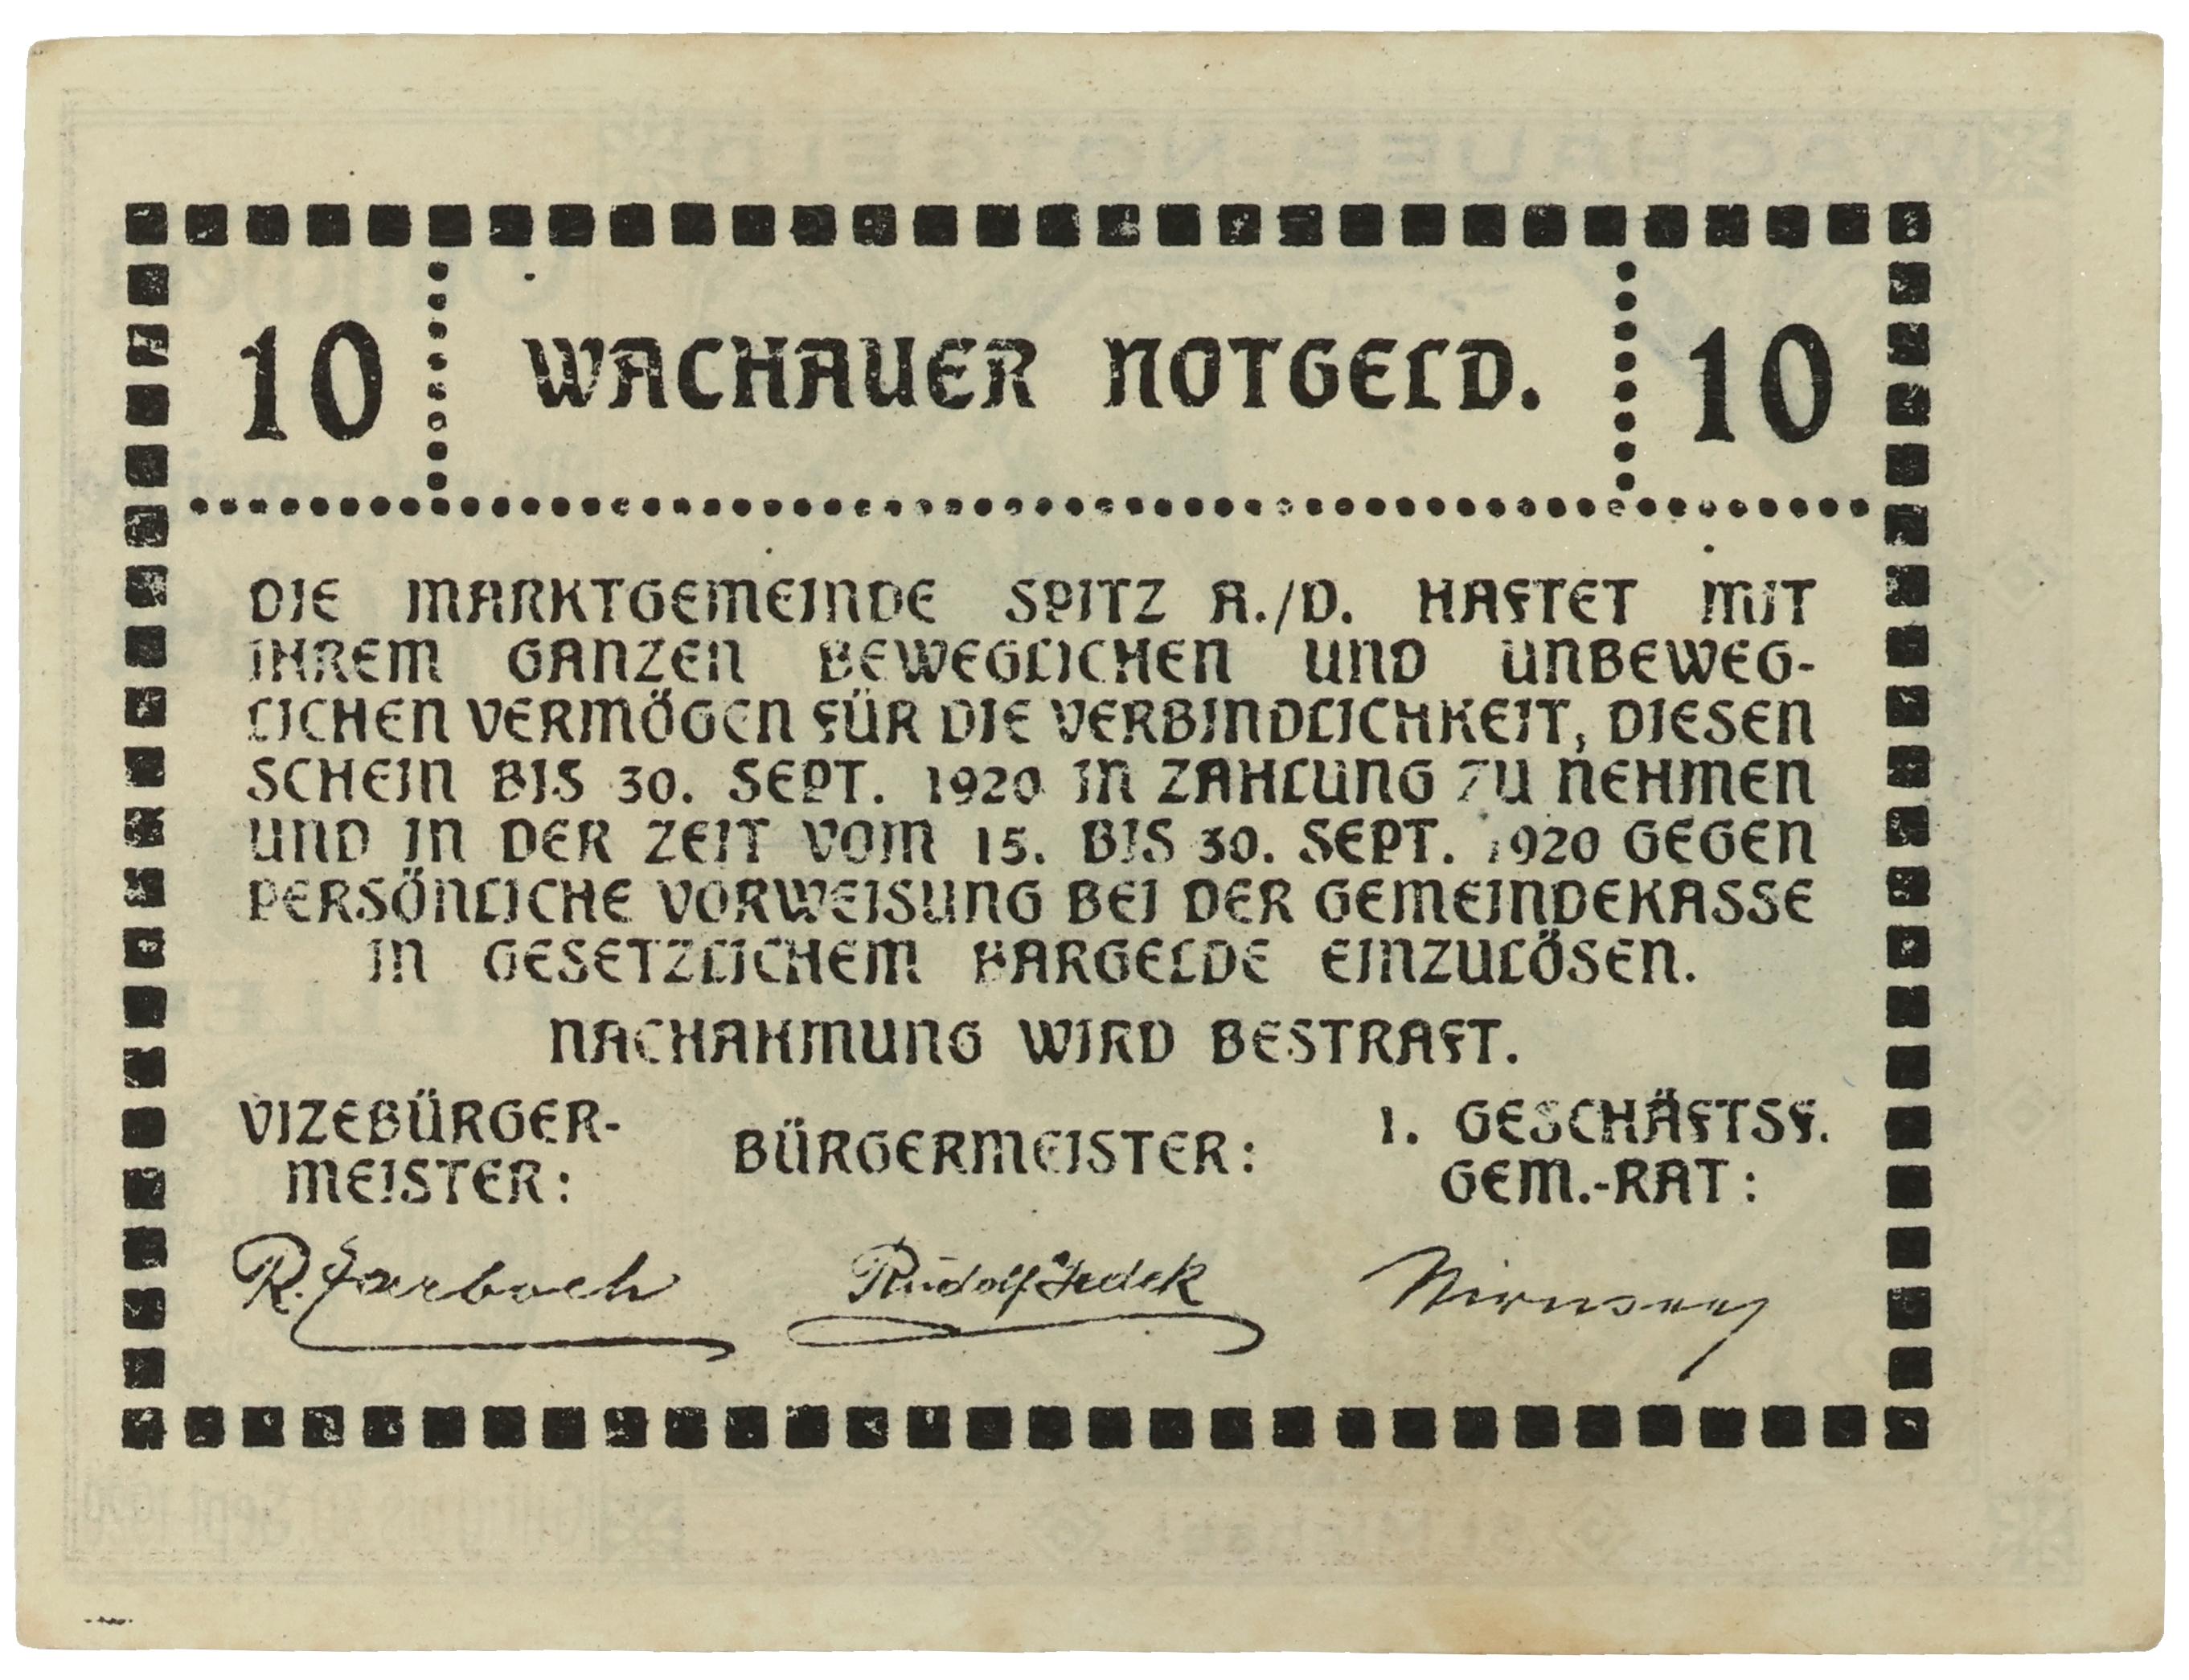 10 WACHAUER NOTGELD. 10
DIE MARKTGEMEINDE SPITZ A./D. HAFTET MIT
IHREM GANZEN BEWEGLICHEN UND UNBEWEG-
LICHEN VERMÖGEN FÜR DIE VERBINDLICHKEIT, DIESEN
SCHEIN BIS 30. SEPT. 1920 IN ZAHLUNG ZU NEHMEN
UND IN DER ZEIT VOM 15. BIS 30. SEPT. 1920 GEGEN
PERSÖNLICHE VORWEISUNG BEI DER GEMEINDEKASSE
IN GESETZLICHEM BARGELDE EINZULÖSEN.
NACHAHMUNG WIRD BESTRAFT.
VIZEBÜRGER-
MEISTER:
BÜRGERMEISTER:
1. GESCHÄFTSF.
GEM.-RAT:
R.
Rudolf